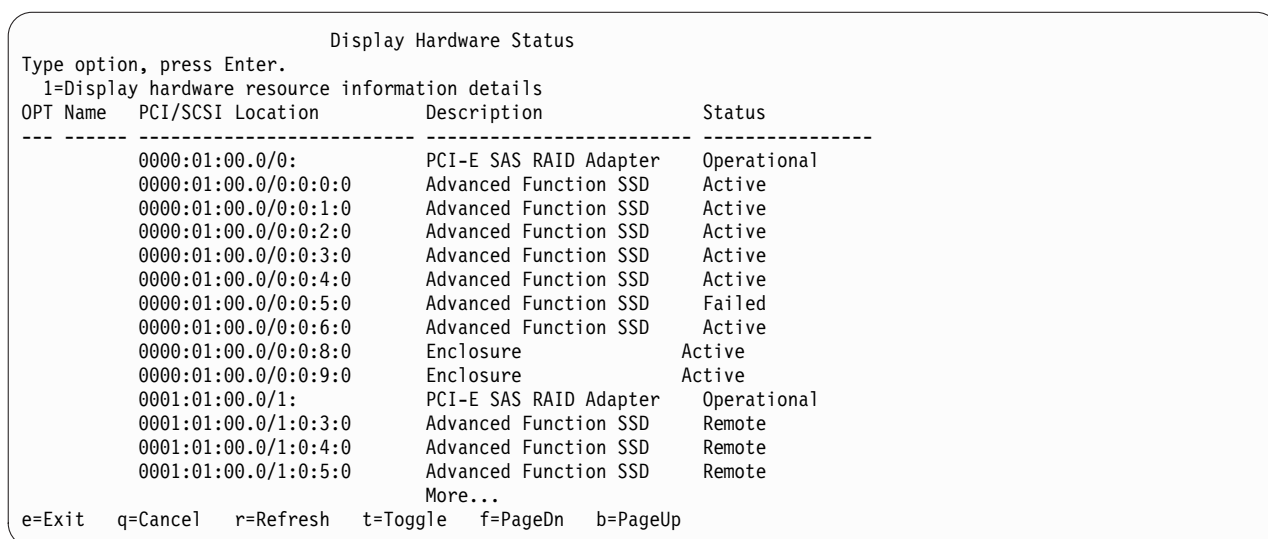 Display Hardware Status
Type option, press Enter.
1=Display hardware resource information details
OPT Name   PCI/SCSI Location          Description               Status
--- ------ -------------------------- ------------------------- ----------------
0000:01:00.0/0:            PCI-E SAS RAID Adapter    Operational
0000:01:00.0/0:0:0:0       Advanced Function SSD     Active
0000:01:00.0/0:0:1:0       Advanced Function SSD     Active
0000:01:00.0/0:0:2:0       Advanced Function SSD     Active
0000:01:00.0/0:0:3:0       Advanced Function SSD     Active
0000:01:00.0/0:0:4:0       Advanced Function SSD     Active
0000:01:00.0/0:0:5:0       Advanced Function SSD     Failed
0000:01:00.0/0:0:6:0       Advanced Function SSD     Active
0000:01:00.0/0:0:8:0       Enclosure               Active
0000:01:00.0/0:0:9:0       Enclosure               Active
0001:01:00.0/1:            PCI-E SAS RAID Adapter    Operational
0001:01:00.0/1:0:3:0       Advanced Function SSD     Remote
0001:01:00.0/1:0:4:0       Advanced Function SSD     Remote
0001:01:00.0/1:0:5:0       Advanced Function SSD     Remote
More...
e=Exit   q=Cancel   r=Refresh   t=Toggle   f=PageDn   b=PageUp